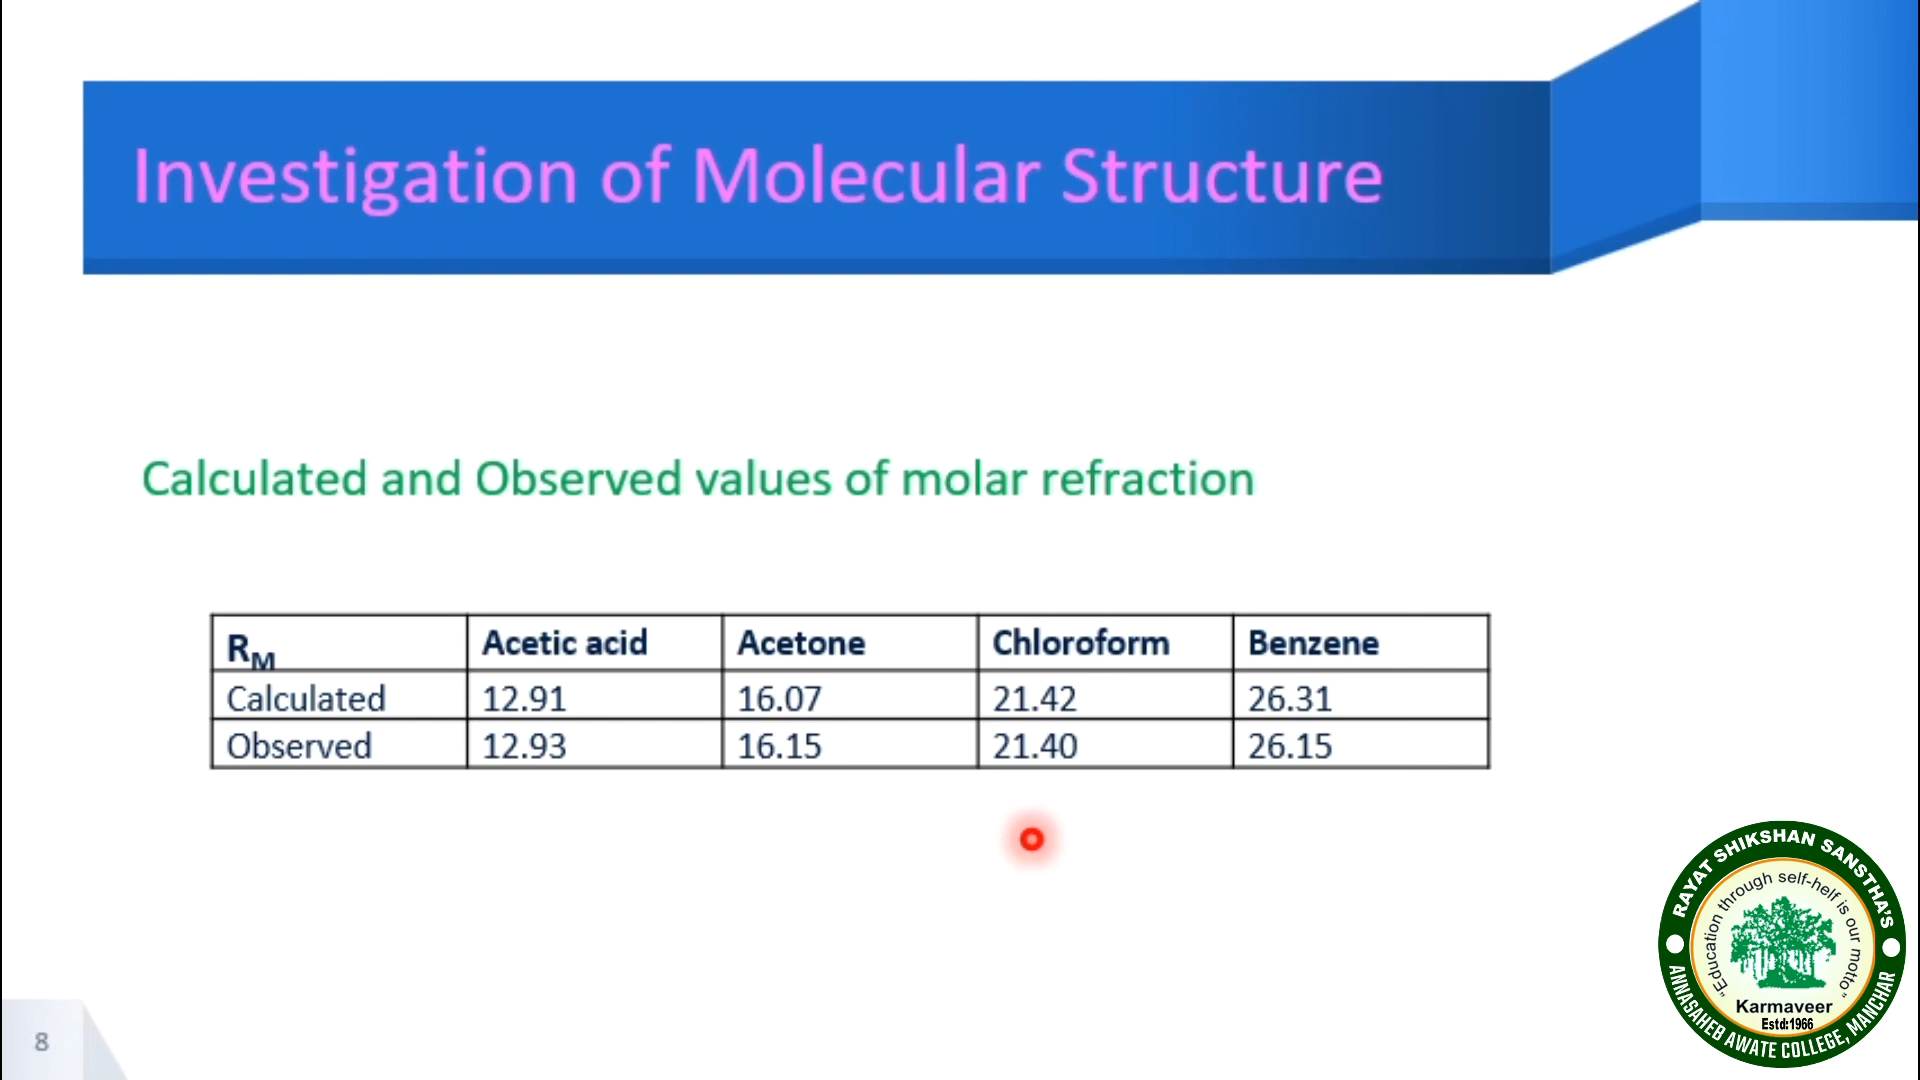 Investigation of Molecular Structure
Calculated and Observed values of molar refraction
RM Acetic acid Acetone Chloroform Benzene
Calculated 12.91 16.07 21.42 26.31
Observed 12.93 16.15 21.40 26.15
RAYAT SHIKSHAN SANSTHA'S
"Education through self-helf is our motto"
Karmaveer
Estd:1966
ANNASAHEB AWATE COLLEGE, MANCHAR
8